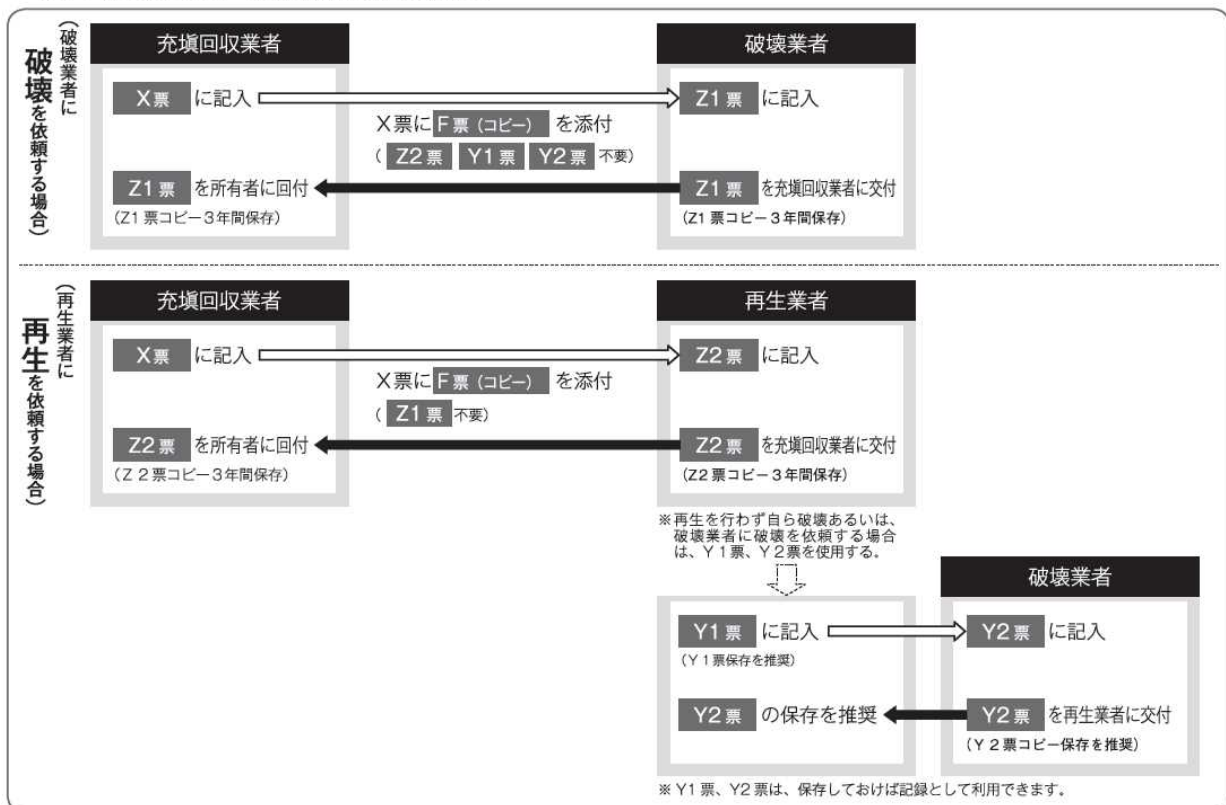 (破壊業者に
破壊を依頼する場合)
充塡回収業者
破壊業者
X票 に記入
Z1票 に記入
X票に F票（コピー） を添付
（ Z2票 Y1票 Y2票 不要）
Z1票 を所有者に回付
Z1票 を充塡回収業者に交付
(Z1票コピー3年間保存)
(Z1票コピー3年間保存)
(再生業者に
再生を依頼する場合)
充塡回収業者
再生業者
X票 に記入
Z2票 に記入
X票に F票（コピー） を添付
（ Z1票 不要）
Z2票 を所有者に回付
Z2票 を充塡回収業者に交付
(Z2票コピー3年間保存)
(Z2票コピー3年間保存)
※再生を行わず自ら破壊あるいは、
破壊業者に破壊を依頼する場合
は、Y1票、Y2票を使用する。
破壊業者
Y1票 に記入
Y2票 に記入
(Y1票保存を推奨)
Y2票 の保存を推奨
Y2票 を再生業者に交付
(Y2票コピー保存を推奨)
※ Y1票、Y2票は、保存しておけば記録として利用できます。